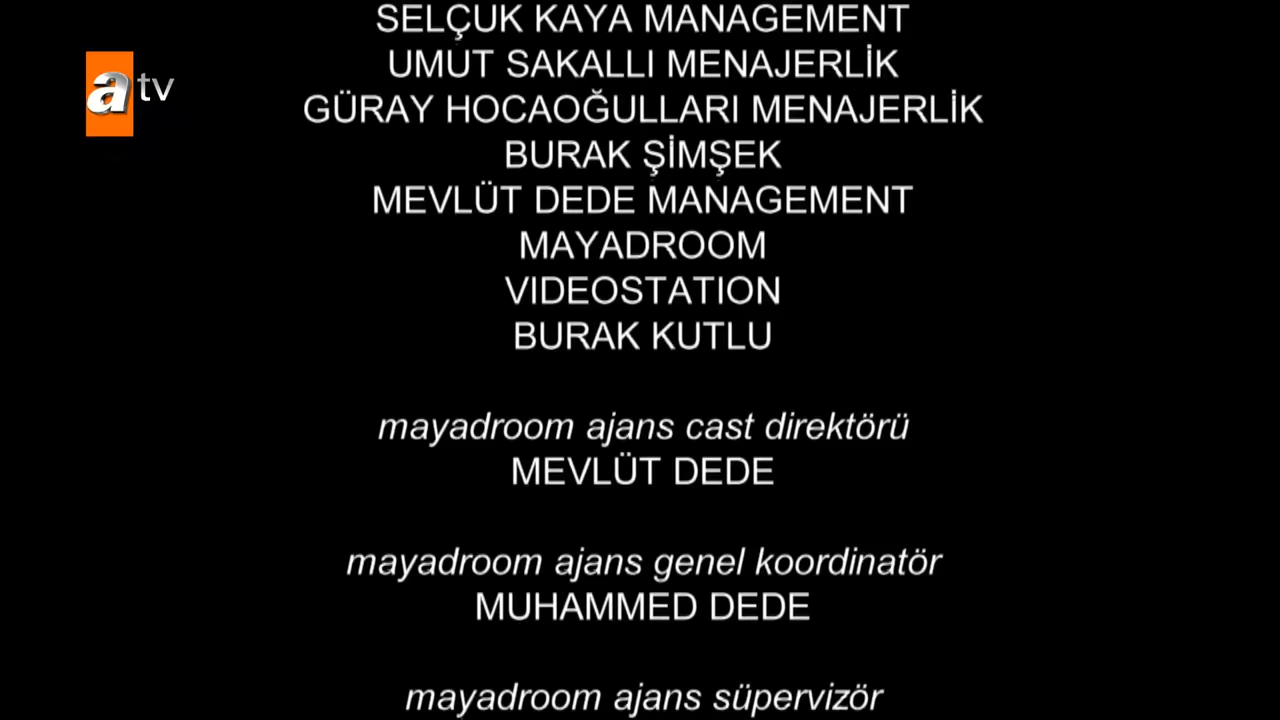 SELÇUK KAYA MANAGEMENT
UMUT SAKALLI MENAJERLİK
GÜRAY HOCAOĞULLARI MENAJERLİK
BURAK ŞİMŞEK
MEVLÜT DEDE MANAGEMENT
MAYADROOM
VIDEOSTATION
BURAK KUTLU
mayadroom ajans cast direktörü
MEVLÜT DEDE
mayadroom ajans genel koordinatör
MUHAMMED DEDE
mayadroom ajans süpervizör
atv